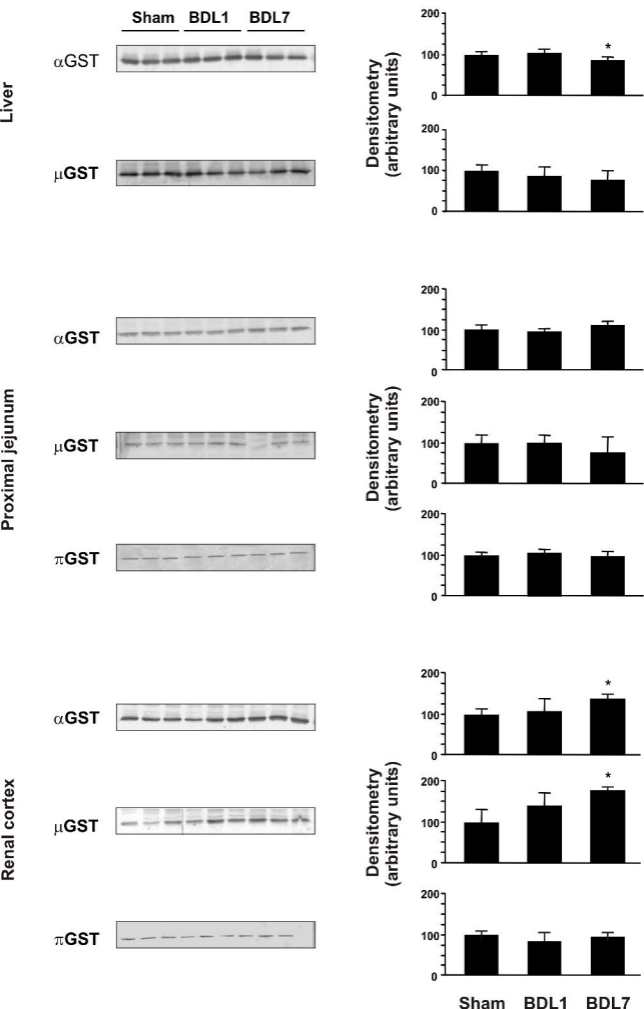 Sham BDL1 BDL7
Liver
αGST
200
100
0
*
Densitometry
(arbitrary units)
μGST
200
100
0
Proximal jejunum
αGST
200
100
0
μGST
200
100
0
Densitometry
(arbitrary units)
πGST
200
100
0
Renal cortex
αGST
200
100
0
*
μGST
200
100
0
*
Densitometry
(arbitrary units)
πGST
200
100
0
Sham BDL1 BDL7